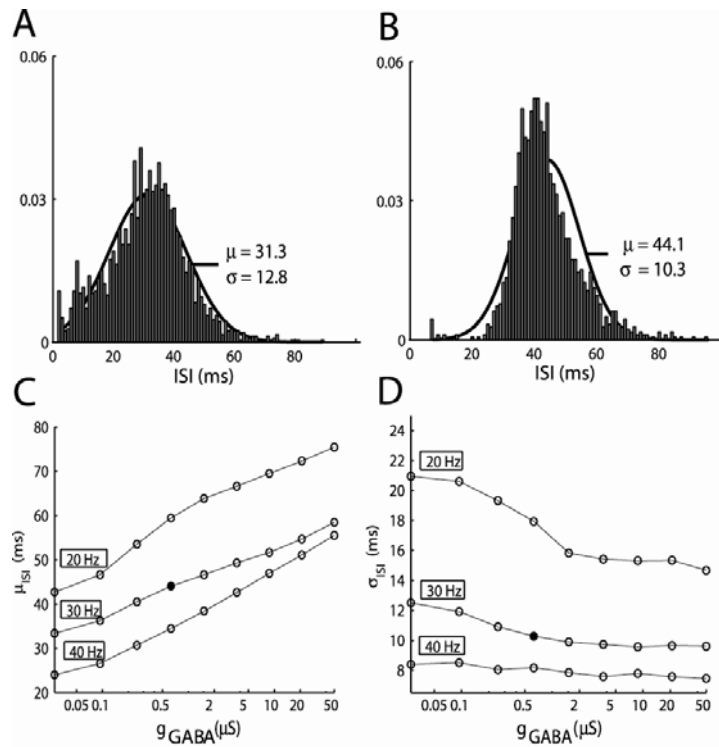 A
0.06
0.03
0
μ = 31.3
σ = 12.8
0 20 40 60 80
ISI (ms)
B
0.06
0.03
0
μ = 44.1
σ = 10.3
20 40 60 80
ISI (ms)
C
80
70
60
50
40
30
20
μISI (ms)
20 Hz
30 Hz
40 Hz
0.05 0.1 0.5 1 2 5 10 20 50
gGABA(μS)
D
24
22
20
18
16
14
12
10
8
σISI (ms)
20 Hz
30 Hz
40 Hz
0.05 0.1 0.5 1 2 5 10 20 50
gGABA(μS)